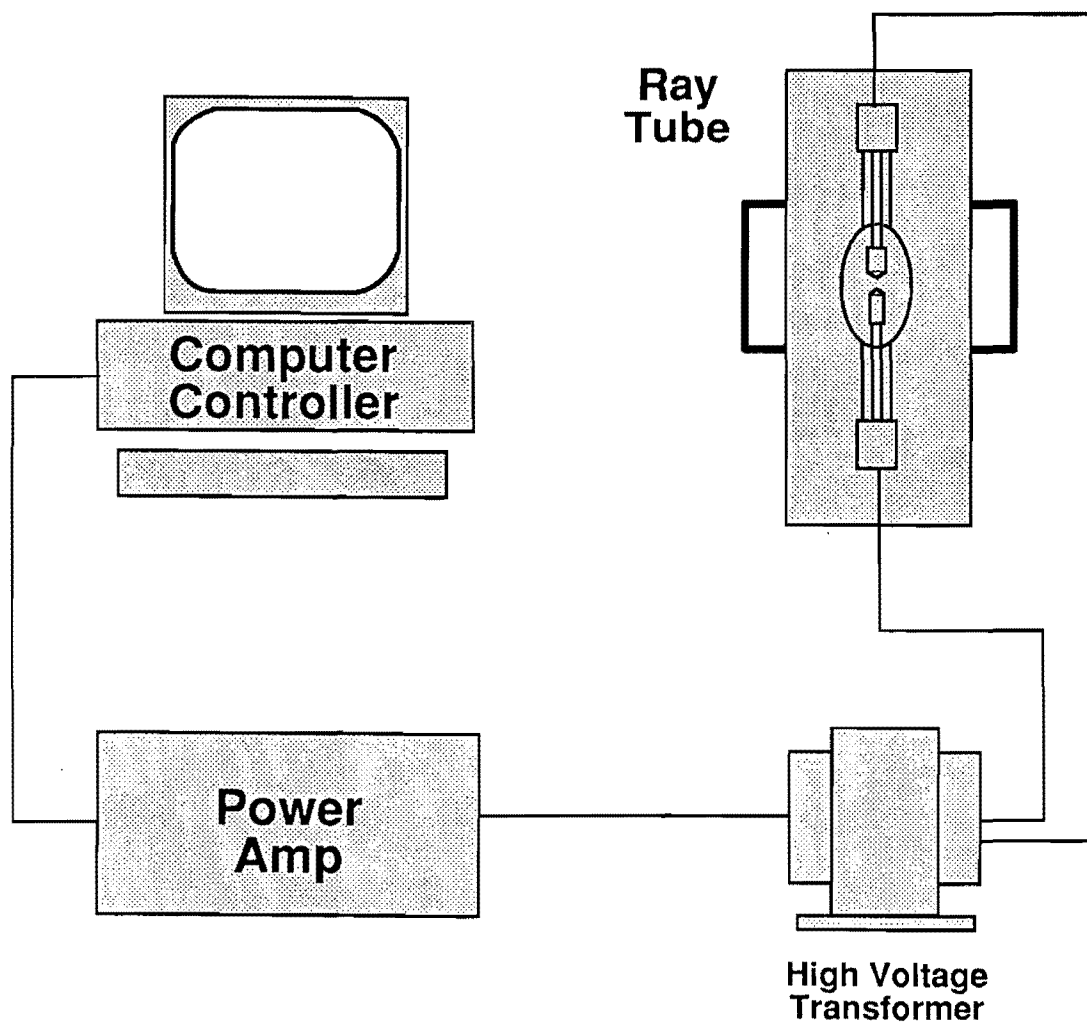 Ray
Tube
Computer
Controller
Power
Amp
High Voltage
Transformer